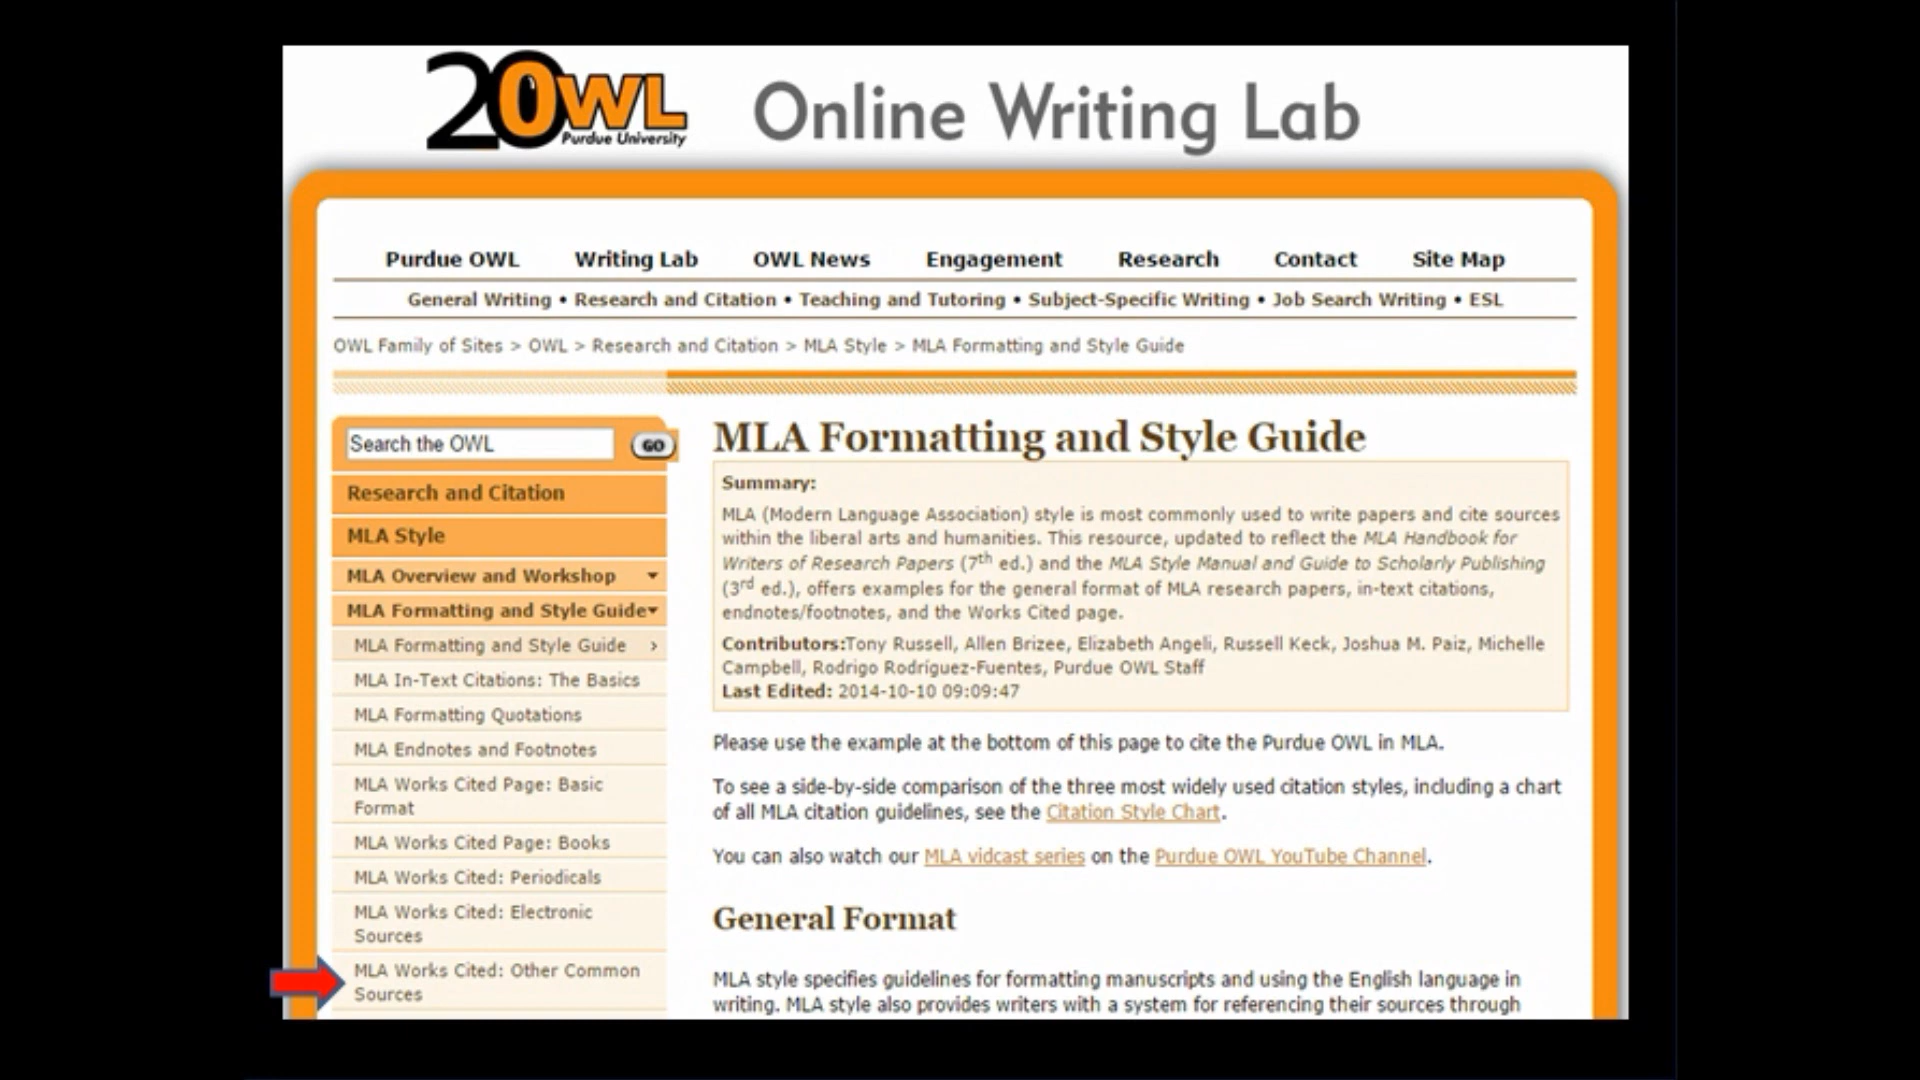 20 OWL
Purdue University
Online Writing Lab
Purdue OWL Writing Lab OWL News Engagement Research Contact Site Map
General Writing • Research and Citation • Teaching and Tutoring • Subject-Specific Writing • Job Search Writing • ESL
OWL Family of Sites > OWL > Research and Citation > MLA Style > MLA Formatting and Style Guide
Search the OWL GO
Research and Citation
MLA Style
MLA Overview and Workshop
MLA Formatting and Style Guide
MLA Formatting and Style Guide >
MLA In-Text Citations: The Basics
MLA Formatting Quotations
MLA Endnotes and Footnotes
MLA Works Cited Page: Basic
Format
MLA Works Cited Page: Books
MLA Works Cited: Periodicals
MLA Works Cited: Electronic
Sources
MLA Works Cited: Other Common
Sources
MLA Formatting and Style Guide
Summary:
MLA (Modern Language Association) style is most commonly used to write papers and cite sources
within the liberal arts and humanities. This resource, updated to reflect the MLA Handbook for
Writers of Research Papers (7th ed.) and the MLA Style Manual and Guide to Scholarly Publishing
(3rd ed.), offers examples for the general format of MLA research papers, in-text citations,
endnotes/footnotes, and the Works Cited page.
Contributors:Tony Russell, Allen Brizee, Elizabeth Angeli, Russell Keck, Joshua M. Paiz, Michelle
Campbell, Rodrigo Rodríguez-Fuentes, Purdue OWL Staff
Last Edited: 2014-10-10 09:09:47
Please use the example at the bottom of this page to cite the Purdue OWL in MLA.
To see a side-by-side comparison of the three most widely used citation styles, including a chart
of all MLA citation guidelines, see the Citation Style Chart.
You can also watch our MLA vidcast series on the Purdue OWL YouTube Channel.
General Format
MLA style specifies guidelines for formatting manuscripts and using the English language in
writing. MLA style also provides writers with a system for referencing their sources through